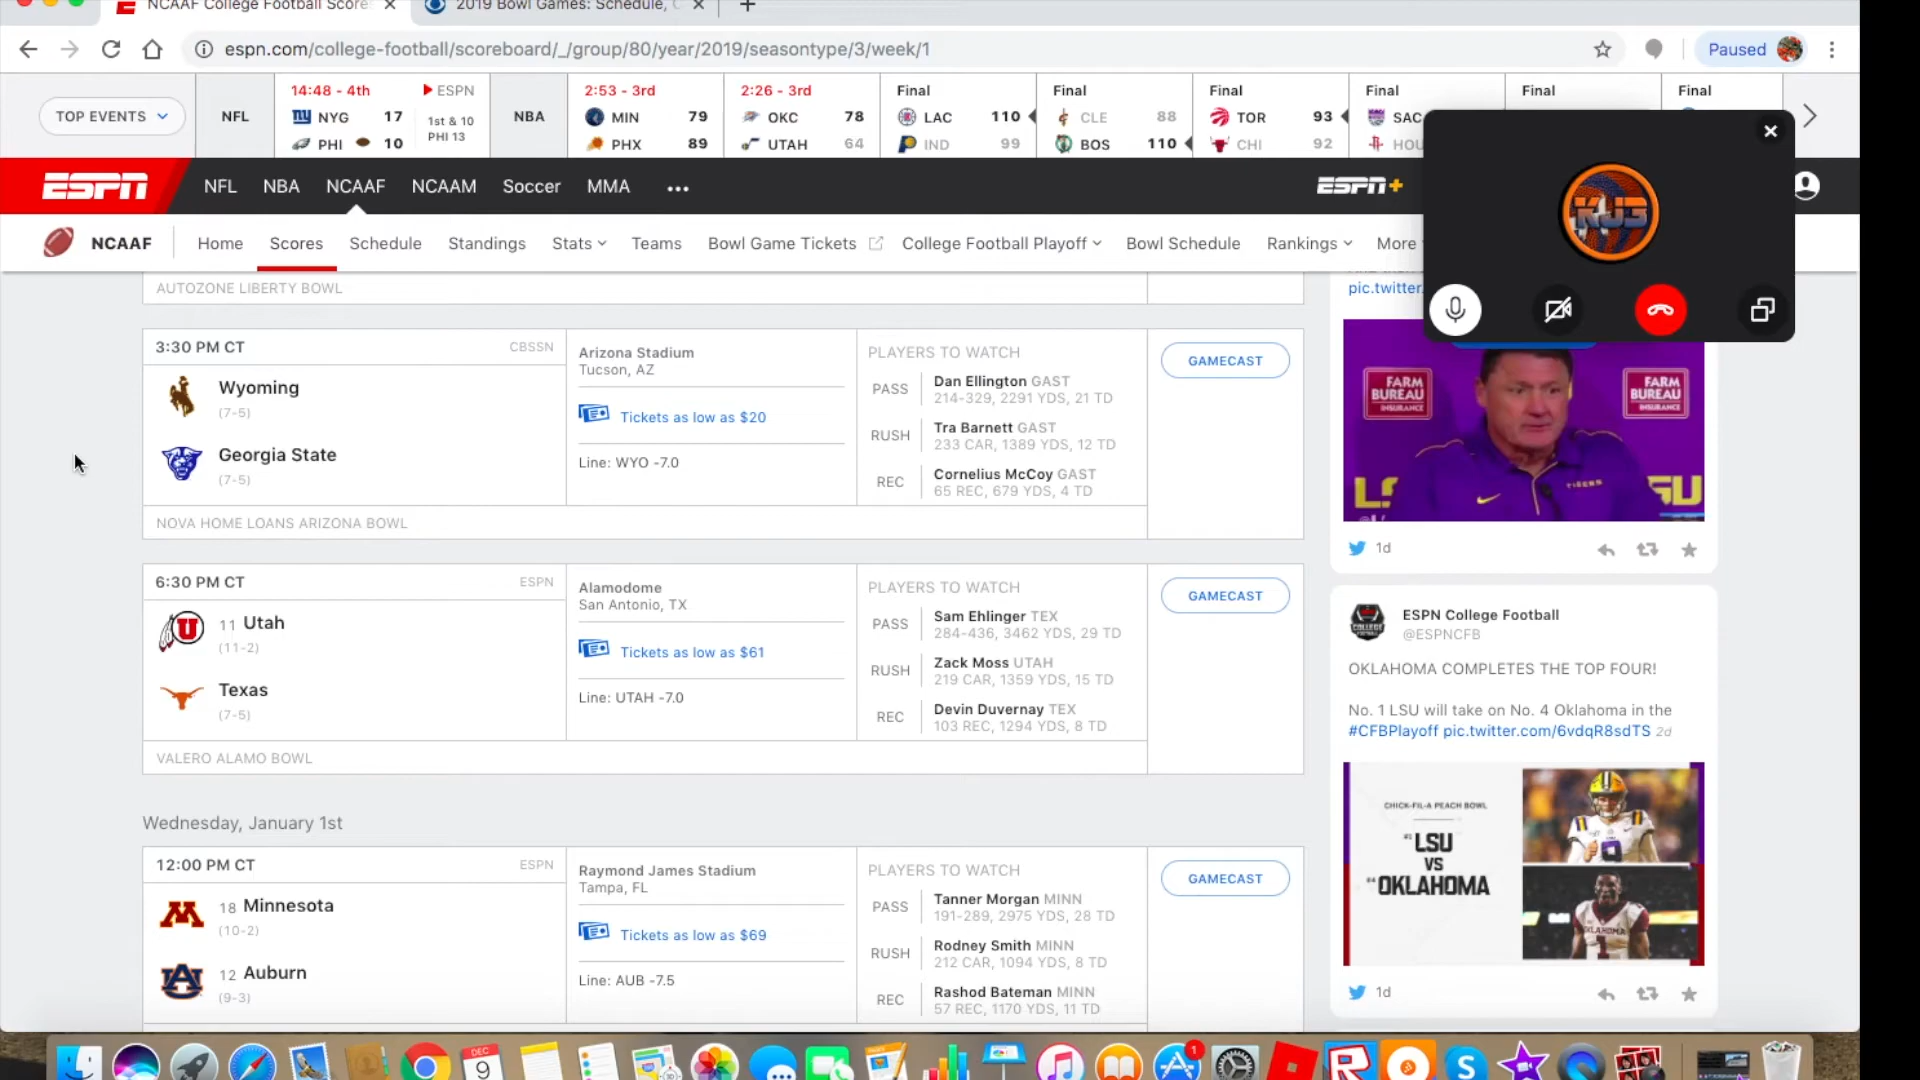 NCAAF College Football Scores
2019 Bowl Games: Schedule,
espn.com/college-football/scoreboard/_/group/80/year/2019/seasontype/3/week/1
Paused
TOP EVENTS
NFL
14:48 - 4th
ESPN
NYG 17
PHI 10
1st & 10
PHI 13
NBA
2:53 - 3rd
MIN 79
PHX 89
2:26 - 3rd
OKC 78
UTAH 64
Final
LAC 110
IND 99
Final
CLE 88
BOS 110
Final
TOR 93
CHI 92
Final
SAC
HOU
Final
Final
ESPN
NFL NBA NCAAF NCAAM Soccer MMA
ESPN+
NCAAF
Home Scores Schedule Standings Stats Teams Bowl Game Tickets College Football Playoff Bowl Schedule Rankings More
KJ3
AUTOZONE LIBERTY BOWL
3:30 PM CT CBSSN
Wyoming
(7-5)
Georgia State
(7-5)
Arizona Stadium
Tucson, AZ
Tickets as low as $20
Line: WYO -7.0
PLAYERS TO WATCH
PASS
Dan Ellington GAST
214-329, 2291 YDS, 21 TD
RUSH
Tra Barnett GAST
233 CAR, 1389 YDS, 12 TD
REC
Cornelius McCoy GAST
65 REC, 679 YDS, 4 TD
GAMECAST
NOVA HOME LOANS ARIZONA BOWL
6:30 PM CT ESPN
11 Utah
(11-2)
Texas
(7-5)
Alamodome
San Antonio, TX
Tickets as low as $61
Line: UTAH -7.0
PLAYERS TO WATCH
PASS
Sam Ehlinger TEX
284-436, 3462 YDS, 29 TD
RUSH
Zack Moss UTAH
219 CAR, 1359 YDS, 15 TD
REC
Devin Duvernay TEX
103 REC, 1294 YDS, 8 TD
GAMECAST
VALERO ALAMO BOWL
Wednesday, January 1st
12:00 PM CT ESPN
18 Minnesota
(10-2)
12 Auburn
(9-3)
Raymond James Stadium
Tampa, FL
Tickets as low as $69
Line: AUB -7.5
PLAYERS TO WATCH
PASS
Tanner Morgan MINN
191-289, 2975 YDS, 28 TD
RUSH
Rodney Smith MINN
212 CAR, 1094 YDS, 8 TD
REC
Rashod Bateman MINN
57 REC, 1170 YDS, 11 TD
GAMECAST
pic.twitter.
FARM
BUREAU
INSURANCE
FARM
BUREAU
INSURANCE
TIGERS
1d
ESPN College Football
@ESPNCFB
OKLAHOMA COMPLETES THE TOP FOUR!
No. 1 LSU will take on No. 4 Oklahoma in the
#CFBPlayoff pic.twitter.com/6vdqR8sdTS 2d
CHICK-FIL-A PEACH BOWL
#1 LSU
VS
#4 OKLAHOMA
OKLAHOMA
1
1d
DEC
9
1